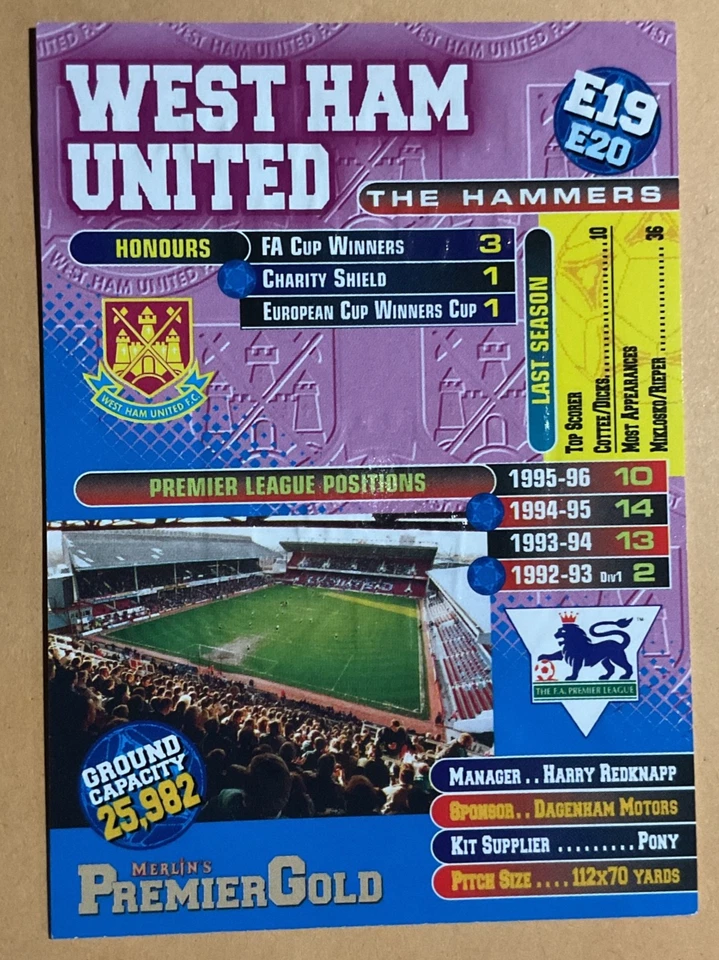 WEST HAM
UNITED
E19
E20
THE HAMMERS
HONOURS
FA CUP WINNERS 3
CHARITY SHIELD 1
EUROPEAN CUP WINNERS CUP 1
LAST SEASON
TOP SCORER
COTTEE/DICKS..........10
MOST APPEARANCES
MIKLOSKO/RIEPER..........36
WEST HAM UNITED F.C.
PREMIER LEAGUE POSITIONS
1995-96 10
1994-95 14
1993-94 13
1992-93 DIV1 2
THE F.A. PREMIER LEAGUE
GROUND
CAPACITY
25,982
MANAGER..HARRY REDKNAPP
SPONSOR..DAGENHAM MOTORS
KIT SUPPLIER .........PONY
PITCH SIZE ....112X70 YARDS
MERLIN'S
PREMIERGOLD